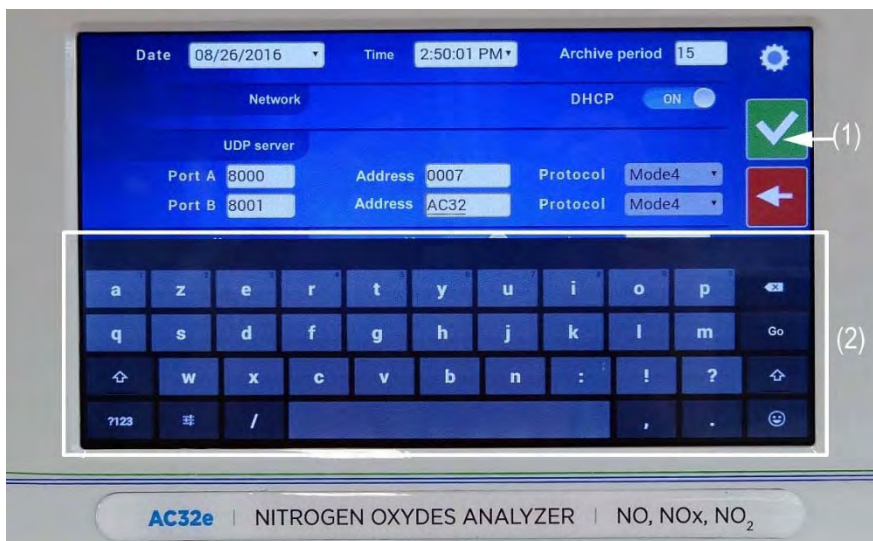 Date 08/26/2016 Time 2:50:01 PM Archive period 15
Network DHCP ON
UDP server
Port A 8000 Address 0007 Protocol Mode4
Port B 8001 Address AC32 Protocol Mode4
(1)
a z e r t y u i o p
q s d f g h j k l m Go
(2)
w x c v b n : ! ?
?123 / , .
AC32e | NITROGEN OXYDES ANALYZER | NO, NOx, NO2